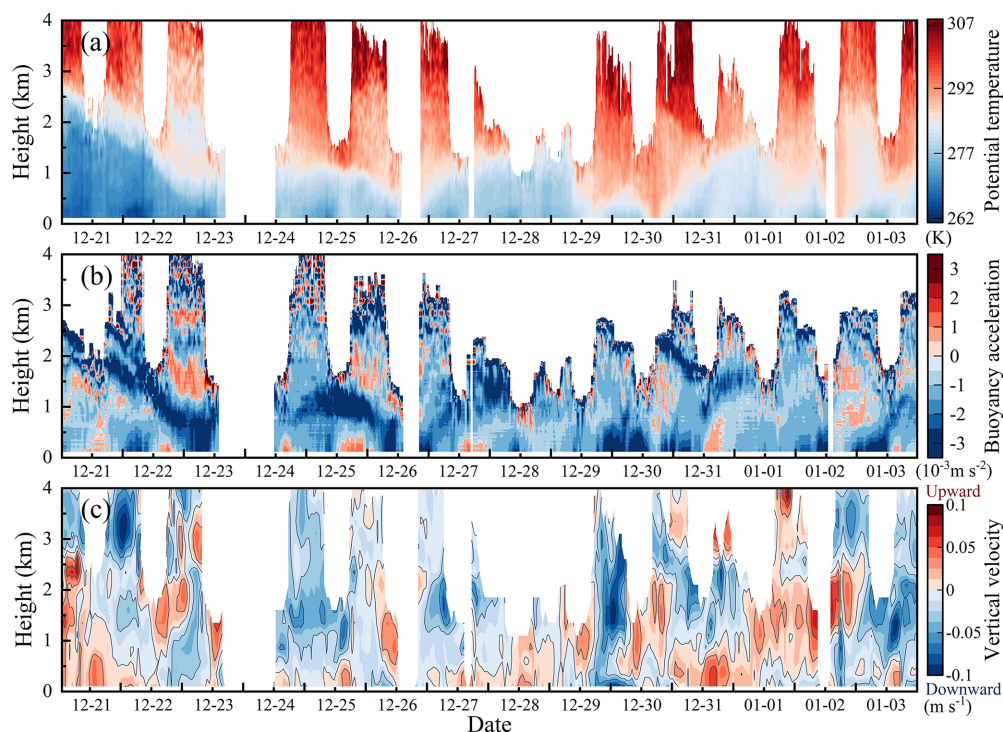 (a)
Height (km)
4
3
2
1
0
12-21 12-22 12-23 12-24 12-25 12-26 12-27 12-28 12-29 12-30 12-31 01-01 01-02 01-03
307
292
277
262
(K)
Potential temperature
(b)
Height (km)
4
3
2
1
0
12-21 12-22 12-23 12-24 12-25 12-26 12-27 12-28 12-29 12-30 12-31 01-01 01-02 01-03
3
2
1
0
-1
-2
-3
(10⁻³m s⁻²)
Buoyancy acceleration
(c)
Height (km)
4
3
2
1
0
12-21 12-22 12-23 12-24 12-25 12-26 12-27 12-28 12-29 12-30 12-31 01-01 01-02 01-03
Date
Upward
0.1
0.05
0
-0.05
-0.1
Downward
(m s⁻¹)
Vertical velocity